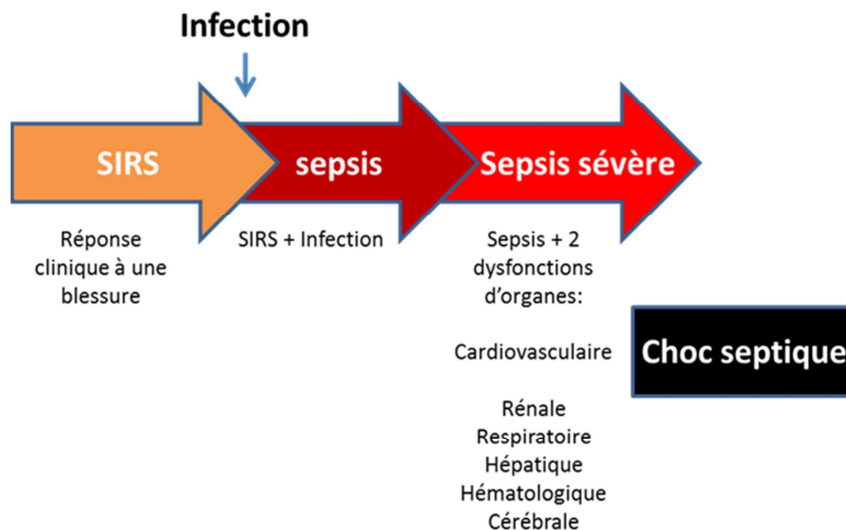 Infection
SIRS
sepsis
Sepsis sévère
Réponse
clinique à une
blessure
SIRS + Infection
Sepsis + 2
dysfonctions
d'organes:
Cardiovasculaire
Choc septique
Rénale
Respiratoire
Hépatique
Hématologique
Cérébrale